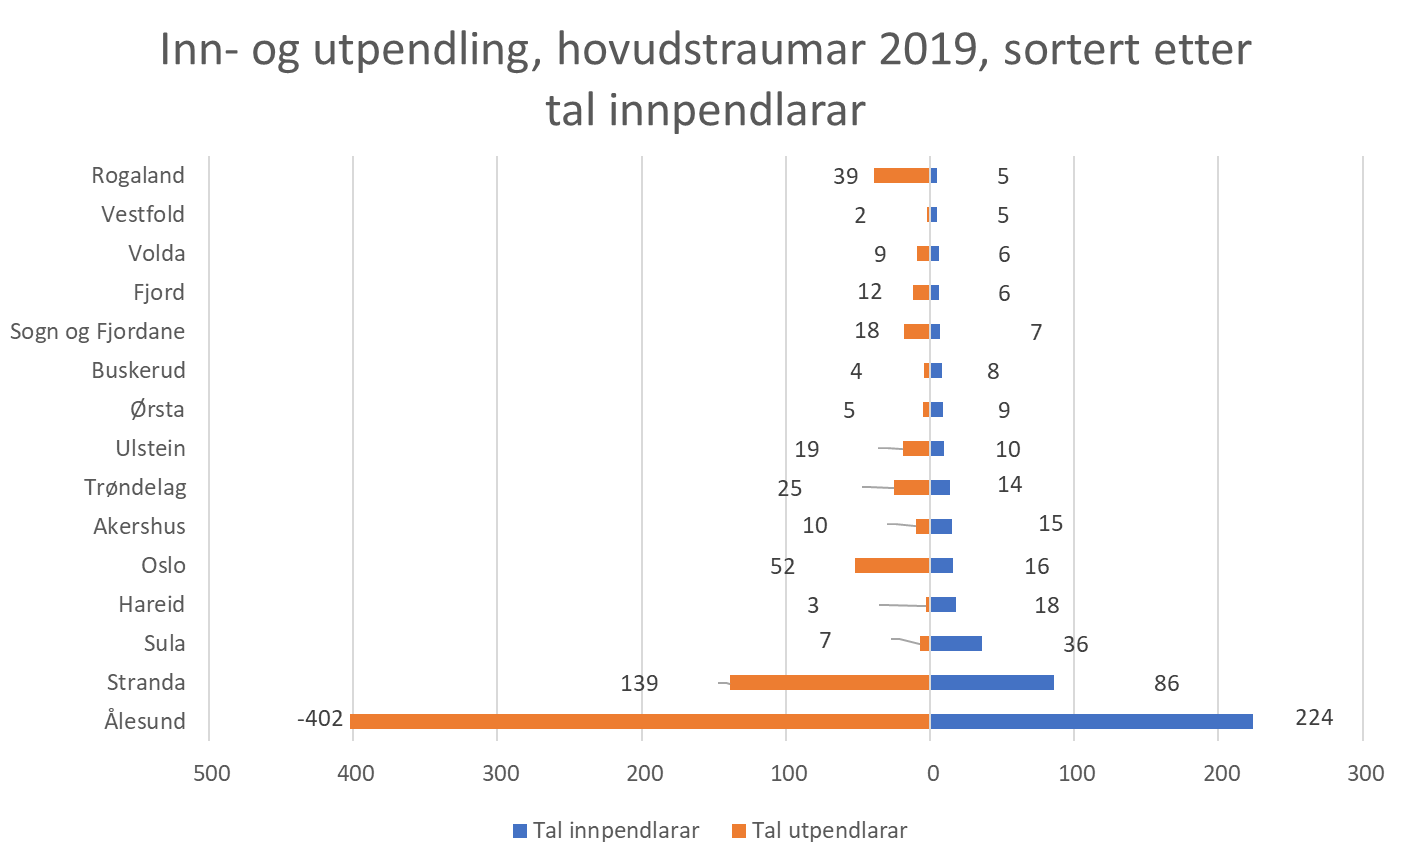 Inn- og utpendling, hovudstraumar 2019, sortert etter
tal innpendlarar
Rogaland 39 5
Vestfold 2 5
Volda 9 6
Fjord 12 6
Sogn og Fjordane 18 7
Buskerud 4 8
Ørsta 5 9
Ulstein 19 10
Trøndelag 25 14
Akershus 10 15
Oslo 52 16
Hareid 3 18
Sula 7 36
Stranda 139 86
Ålesund -402 224
500 400 300 200 100 0 100 200 300
Tal innpendlarar Tal utpendlarar